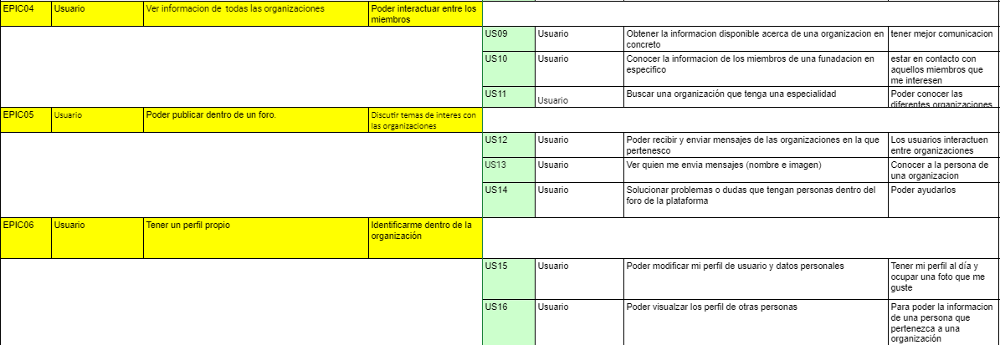 EPIC04 Usuario Ver informacion de todas las organizaciones Poder interactuar entre los
miembros
US09 Usuario Obtener la informacion disponible acerca de una organizacion en tener mejor comunicacion
concreto
US10 Usuario Conocer la informacion de los miembros de una funadacion en estar en contacto con
especifico aquellos miembros que
me interesen
US11 Usuario Buscar una organización que tenga una especialidad Poder conocer las
diferentes organizaciones
EPIC05 Usuario Poder publicar dentro de un foro. Discutir temas de interes con
las organizaciones
US12 Usuario Poder recibir y enviar mensajes de las organizaciones en la que Los usuarios interactuen
pertenesco entre organizaciones
US13 Usuario Ver quien me envia mensajes (nombre e imagen) Conocer a la persona de
una organizacion
US14 Usuario Solucionar problemas o dudas que tengan personas dentro del Poder ayudarlos
foro de la plataforma
EPIC06 Usuario Tener un perfil propio Identificarme dentro de la
organización
US15 Usuario Poder modificar mi perfil de usuario y datos personales Tener mi perfil al día y
ocupar una foto que me
guste
US16 Usuario Poder visualzar los perfil de otras personas Para poder la informacion
de una persona que
pertenezca a una
organización